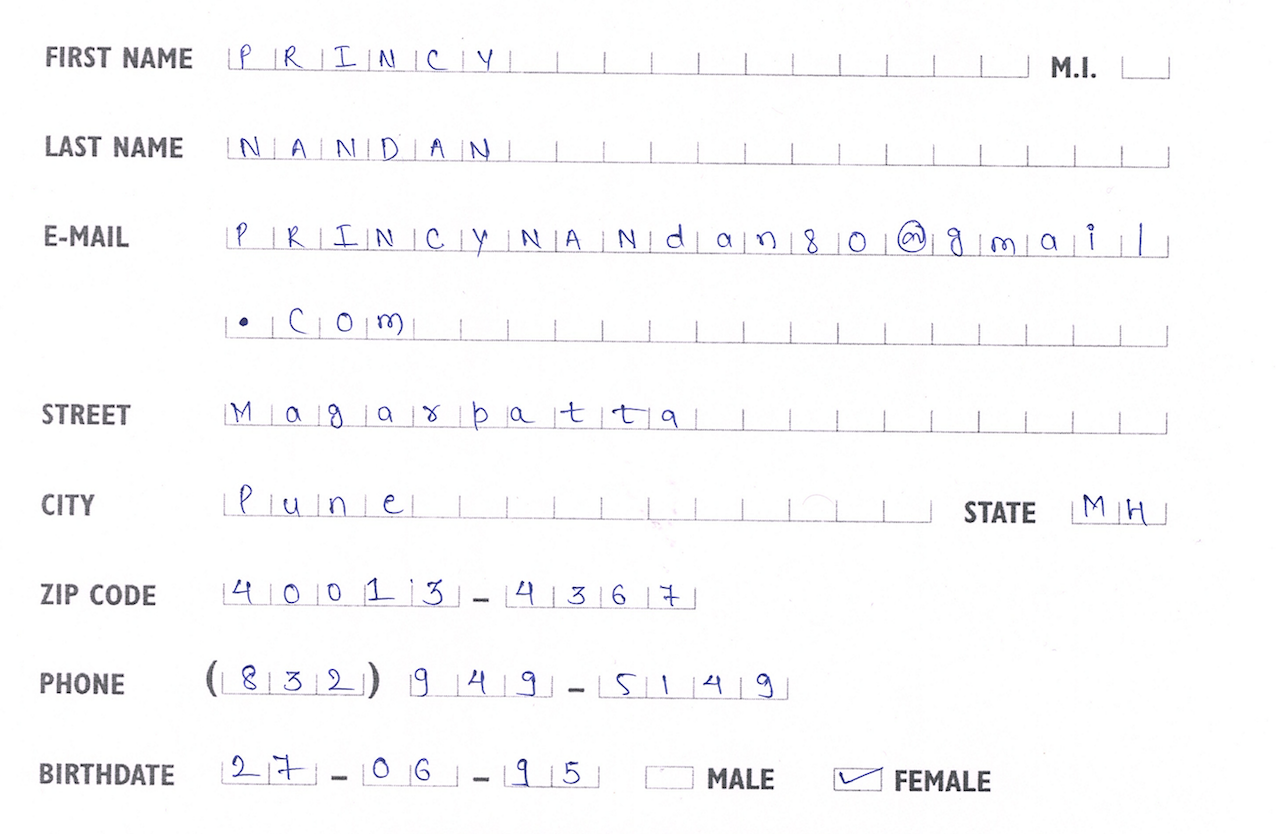 FIRST NAME PRINCY M.I.
LAST NAME NANDAN
E-MAIL PRINCYNANdan80@gmail
.Com
STREET Magarpatta
CITY Pune STATE MH
ZIP CODE 40013-4367
PHONE (832) 949-5149
BIRTHDATE 27-06-95 MALE FEMALE